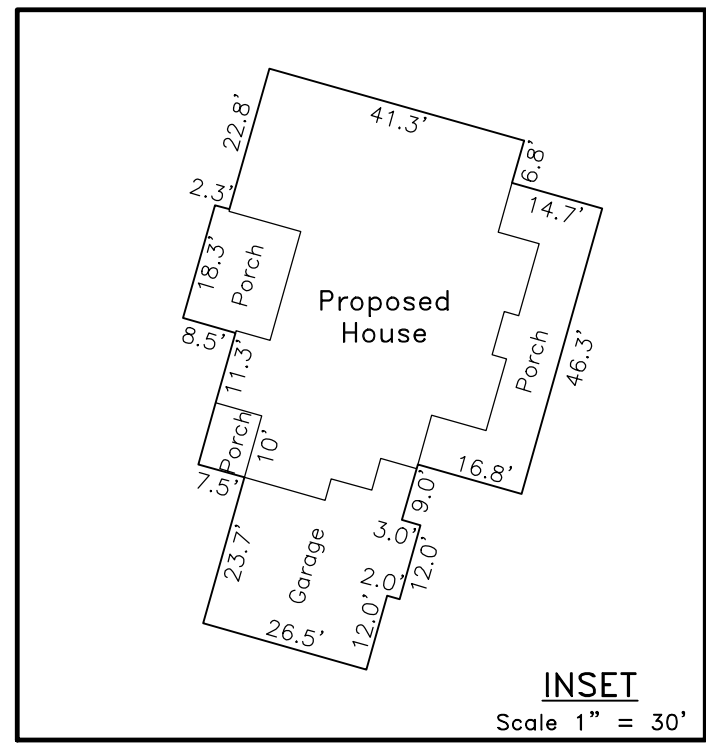 41.3’
22.8’
6.8’
2.3’
14.7’
18.3’
Porch
Proposed
House
8.5’
11.3’
Porch
46.3’
Porch
10’
7.5’
16.8’
9.0’
3.0’
12.0’
23.7’
Garage
2.0’
12.0’
26.5’
INSET
Scale 1” = 30’